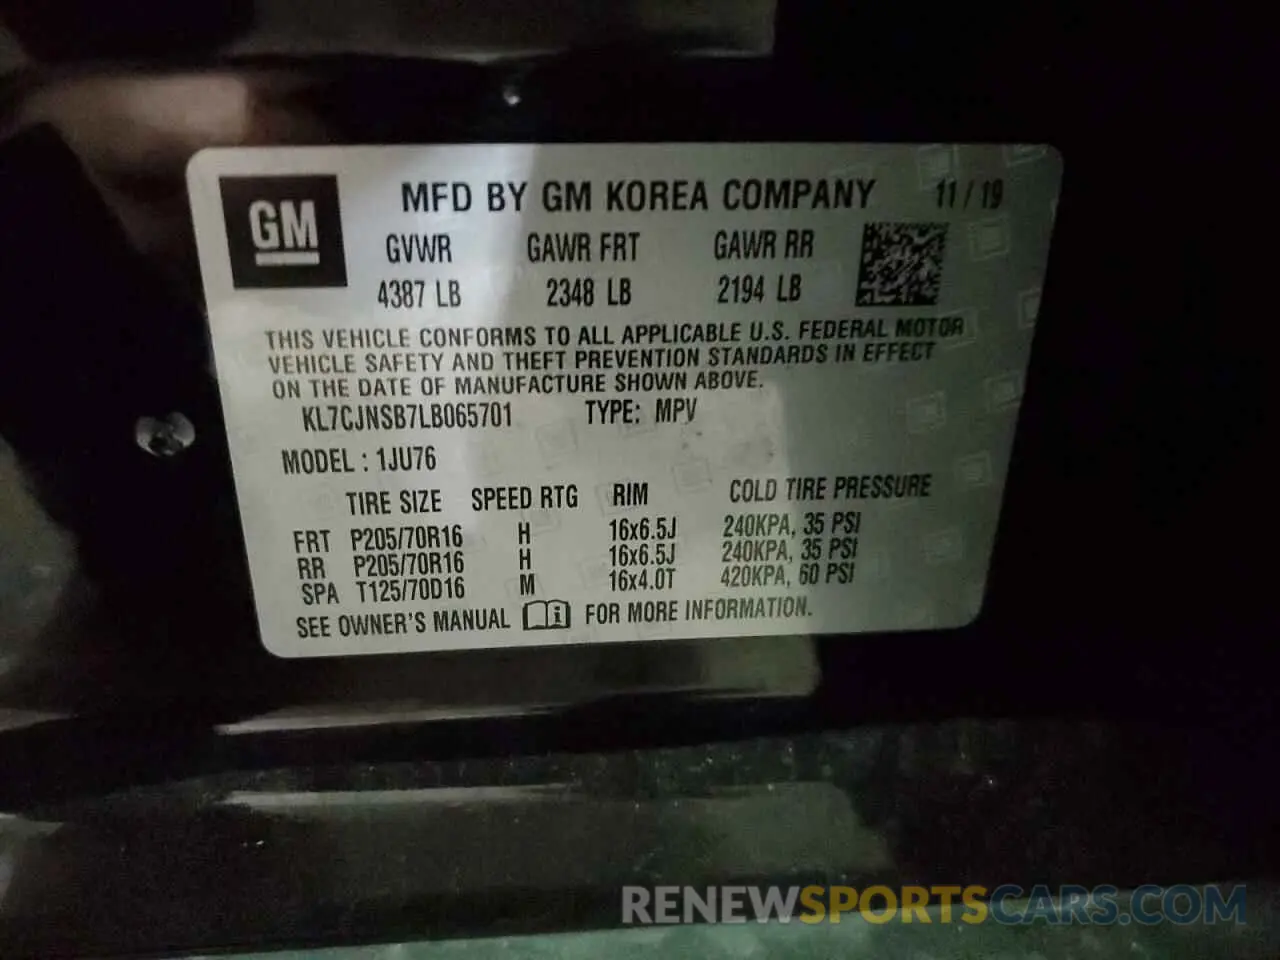 GM
MFD BY GM KOREA COMPANY 11 / 19
GVWR GAWR FRT GAWR RR
4387 LB 2348 LB 2194 LB
THIS VEHICLE CONFORMS TO ALL APPLICABLE U.S. FEDERAL MOTOR
VEHICLE SAFETY AND THEFT PREVENTION STANDARDS IN EFFECT
ON THE DATE OF MANUFACTURE SHOWN ABOVE.
KL7CJNSB7LB065701 TYPE: MPV
MODEL : 1JU76
TIRE SIZE SPEED RTG RIM COLD TIRE PRESSURE
FRT P205/70R16 H 16x6.5J 240KPA, 35 PSI
RR P205/70R16 H 16x6.5J 240KPA, 35 PSI
SPA T125/70D16 M 16x4.0T 420KPA, 60 PSI
SEE OWNER'S MANUAL i FOR MORE INFORMATION.
RENEWSPORTSCARS.COM